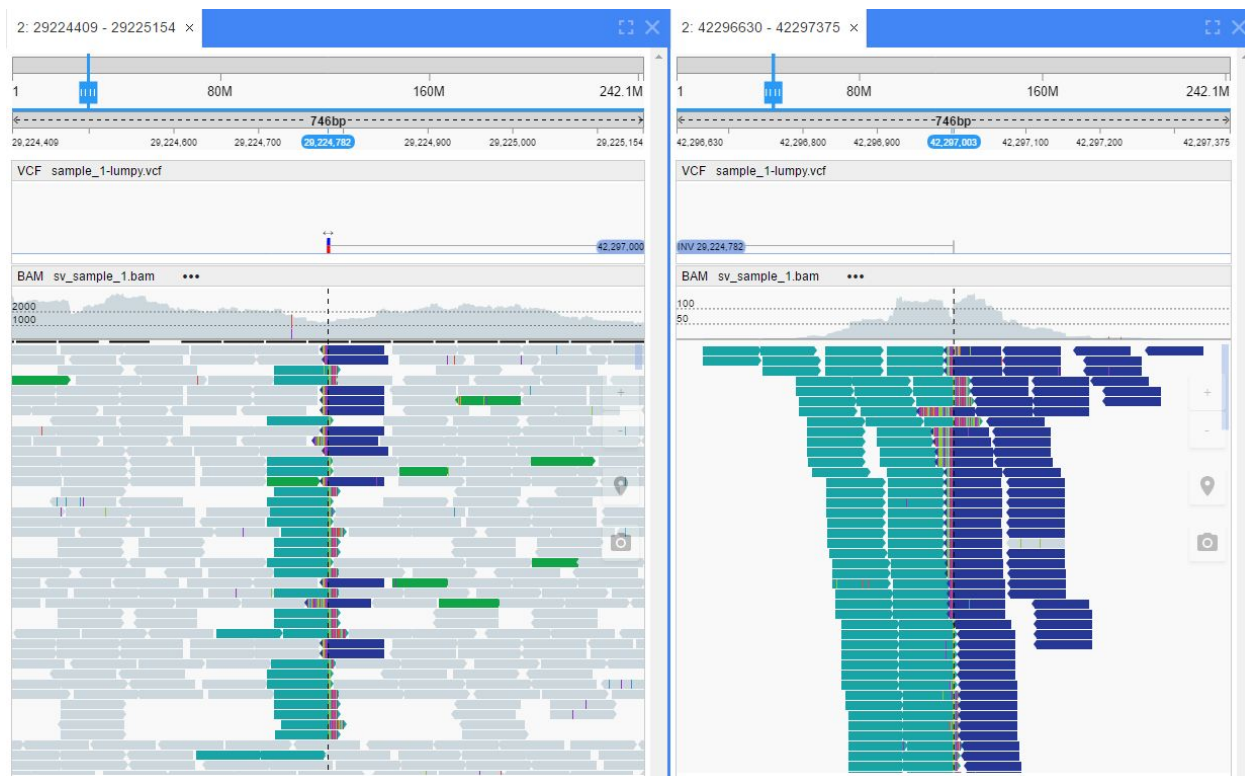 2: 29224409 - 29225154 ×
1 80M 160M 242.1M
746bp
29,224,409 29,224,600 29,224,700 29,224,782 29,224,900 29,225,000 29,225,154
VCF sample_1-lumpy.vcf
42,297,000
BAM sv_sample_1.bam •••
2000
1000
+
-
2: 42296630 - 42297375 ×
1 80M 160M 242.1M
746bp
42,296,630 42,296,800 42,296,900 42,297,003 42,297,100 42,297,200 42,297,375
VCF sample_1-lumpy.vcf
INV 29,224,782
BAM sv_sample_1.bam •••
100
50
+
-